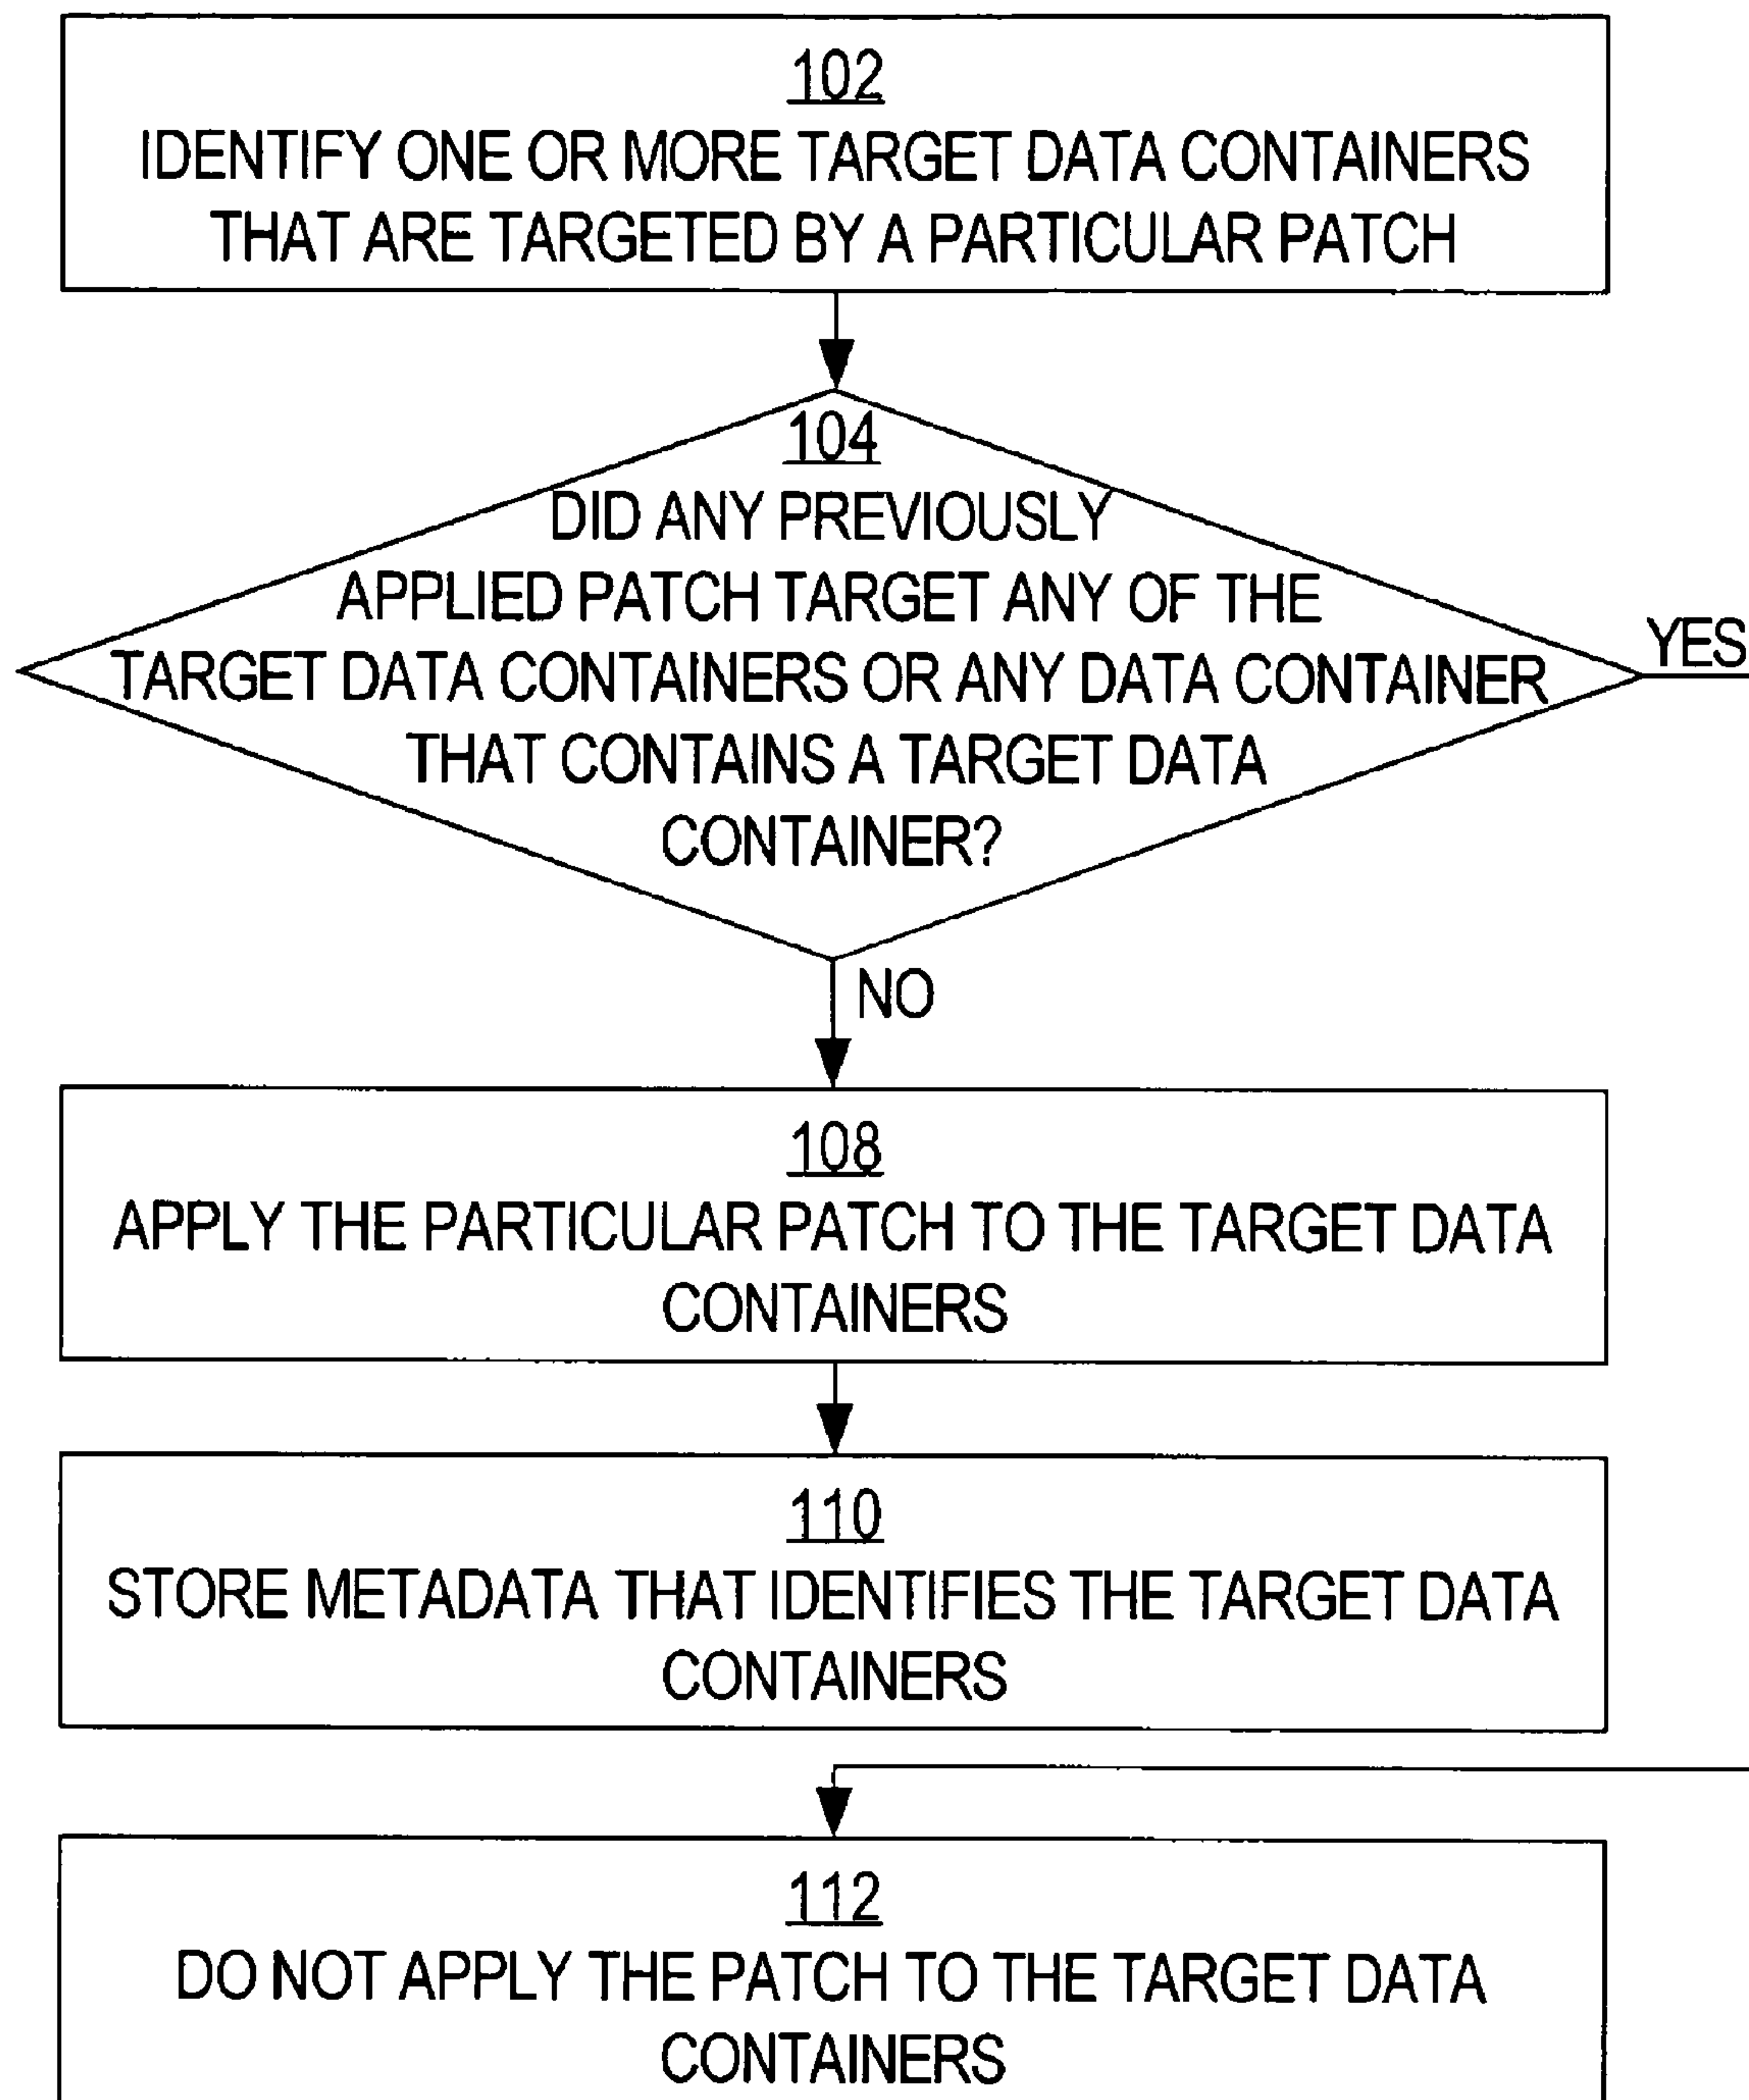 102
IDENTIFY ONE OR MORE TARGET DATA CONTAINERS
THAT ARE TARGETED BY A PARTICULAR PATCH
104
DID ANY PREVIOUSLY
APPLIED PATCH TARGET ANY OF THE
TARGET DATA CONTAINERS OR ANY DATA CONTAINER
THAT CONTAINS A TARGET DATA
CONTAINER?
YES
NO
108
APPLY THE PARTICULAR PATCH TO THE TARGET DATA
CONTAINERS
110
STORE METADATA THAT IDENTIFIES THE TARGET DATA
CONTAINERS
112
DO NOT APPLY THE PATCH TO THE TARGET DATA
CONTAINERS